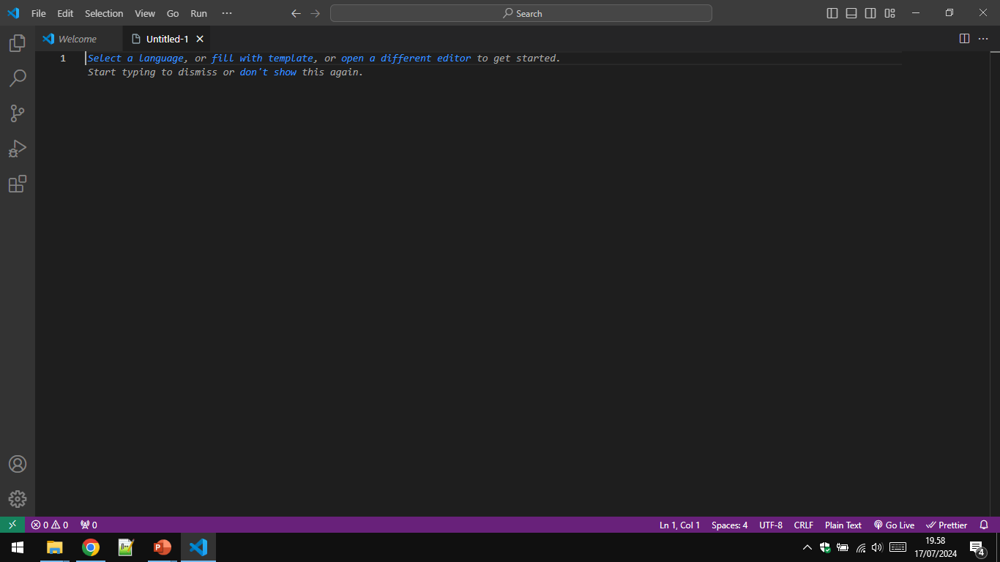 File Edit Selection View Go Run ···
Search
Welcome
Untitled-1
1 Select a language, or fill with template, or open a different editor to get started.
Start typing to dismiss or don't show this again.
0 0 0
Ln 1, Col 1 Spaces: 4 UTF-8 CRLF Plain Text Go Live Prettier
P
19.58
17/07/2024
4